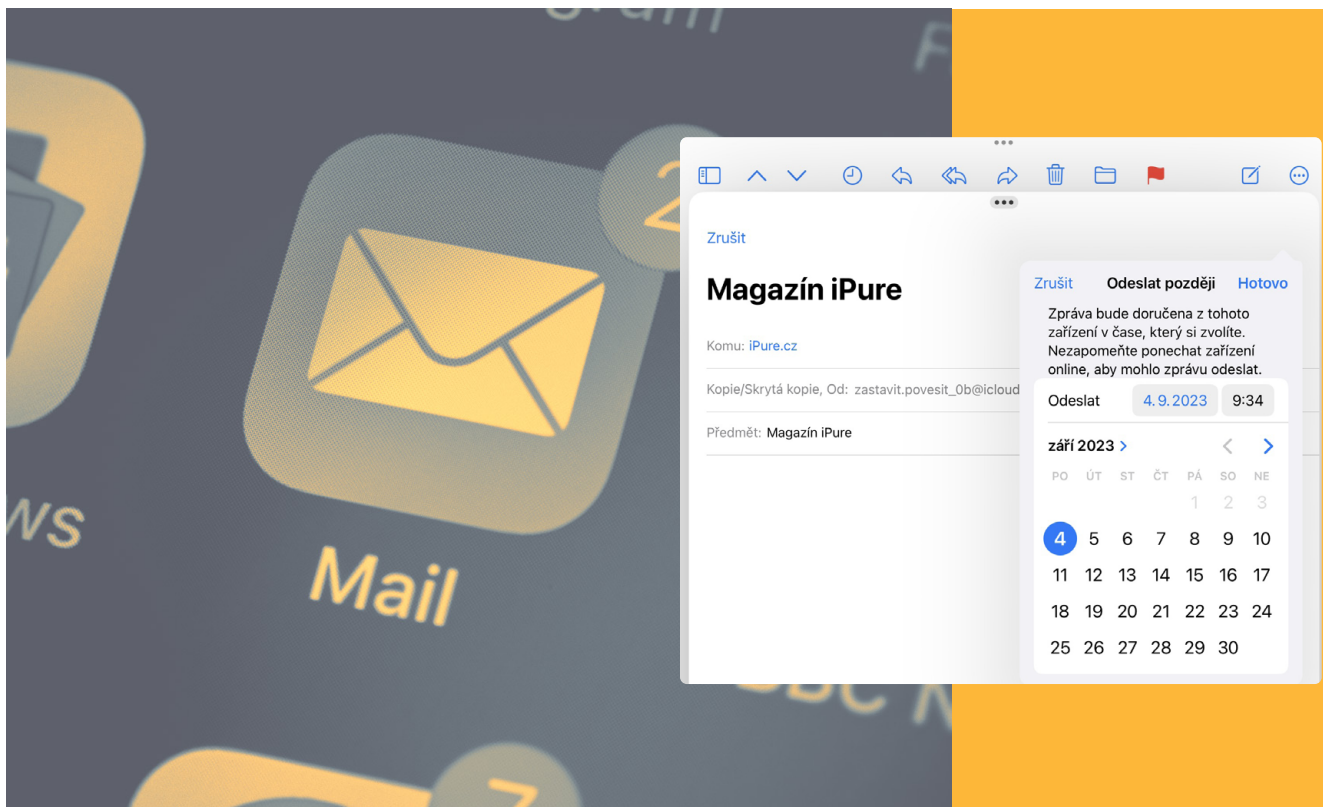 Mail
Zrušit
Magazín iPure
Komu: iPure.cz
Kopie/Skrytá kopie, Od: zastavit.povesit_0b@icloud
Předmět: Magazín iPure
Zrušit Odeslat později Hotovo
Zpráva bude doručena z tohoto
zařízení v čase, který si zvolíte.
Nezapomeňte ponechat zařízení
online, aby mohlo zprávu odeslat.
Odeslat 4. 9. 2023 9:34
září 2023
PO ÚT ST ČT PÁ SO NE
1 2 3
4 5 6 7 8 9 10
11 12 13 14 15 16 17
18 19 20 21 22 23 24
25 26 27 28 29 30
7